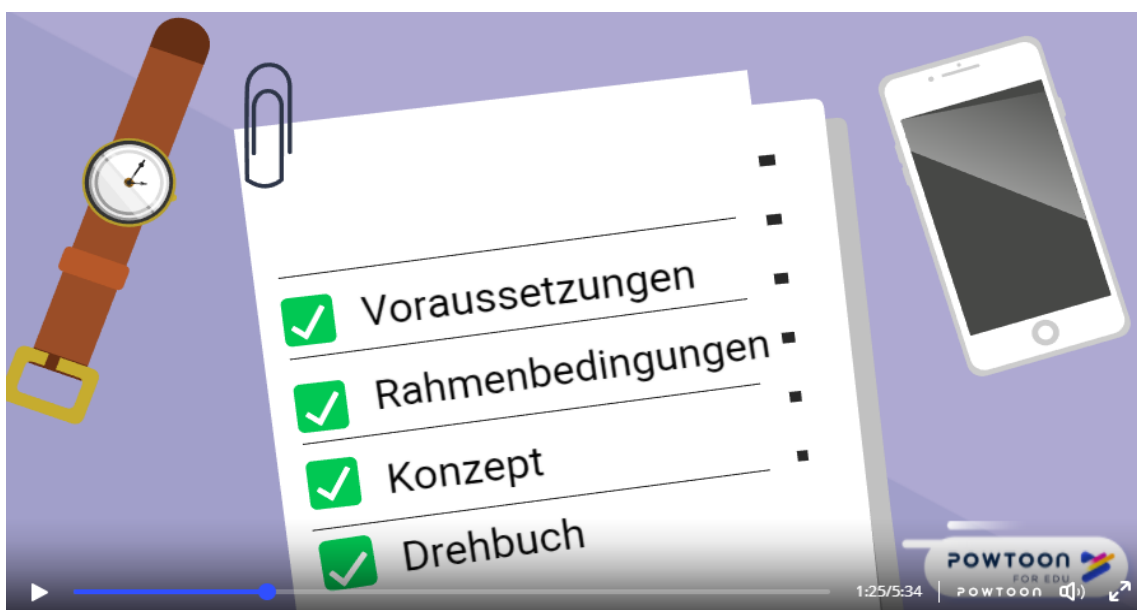 Voraussetzungen
Rahmenbedingungen
Konzept
Drehbuch
POWTOON
FOR EDU
1:25/5:34
POWTOON